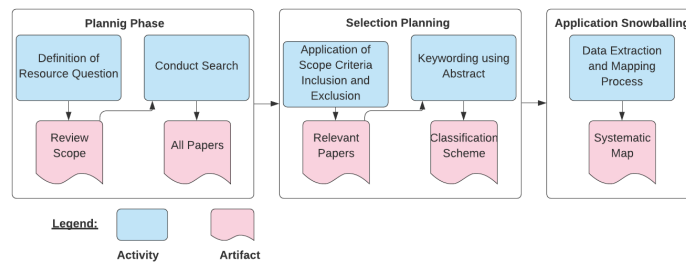 Plannig Phase
Definition of
Resource Question
Conduct Search
Review
Scope
All Papers
Selection Planning
Application of
Scope Criteria
Inclusion and
Exclusion
Keywording using
Abstract
Relevant
Papers
Classification
Scheme
Application Snowballing
Data Extraction
and Mapping
Process
Systematic
Map
Legend:
Activity
Artifact